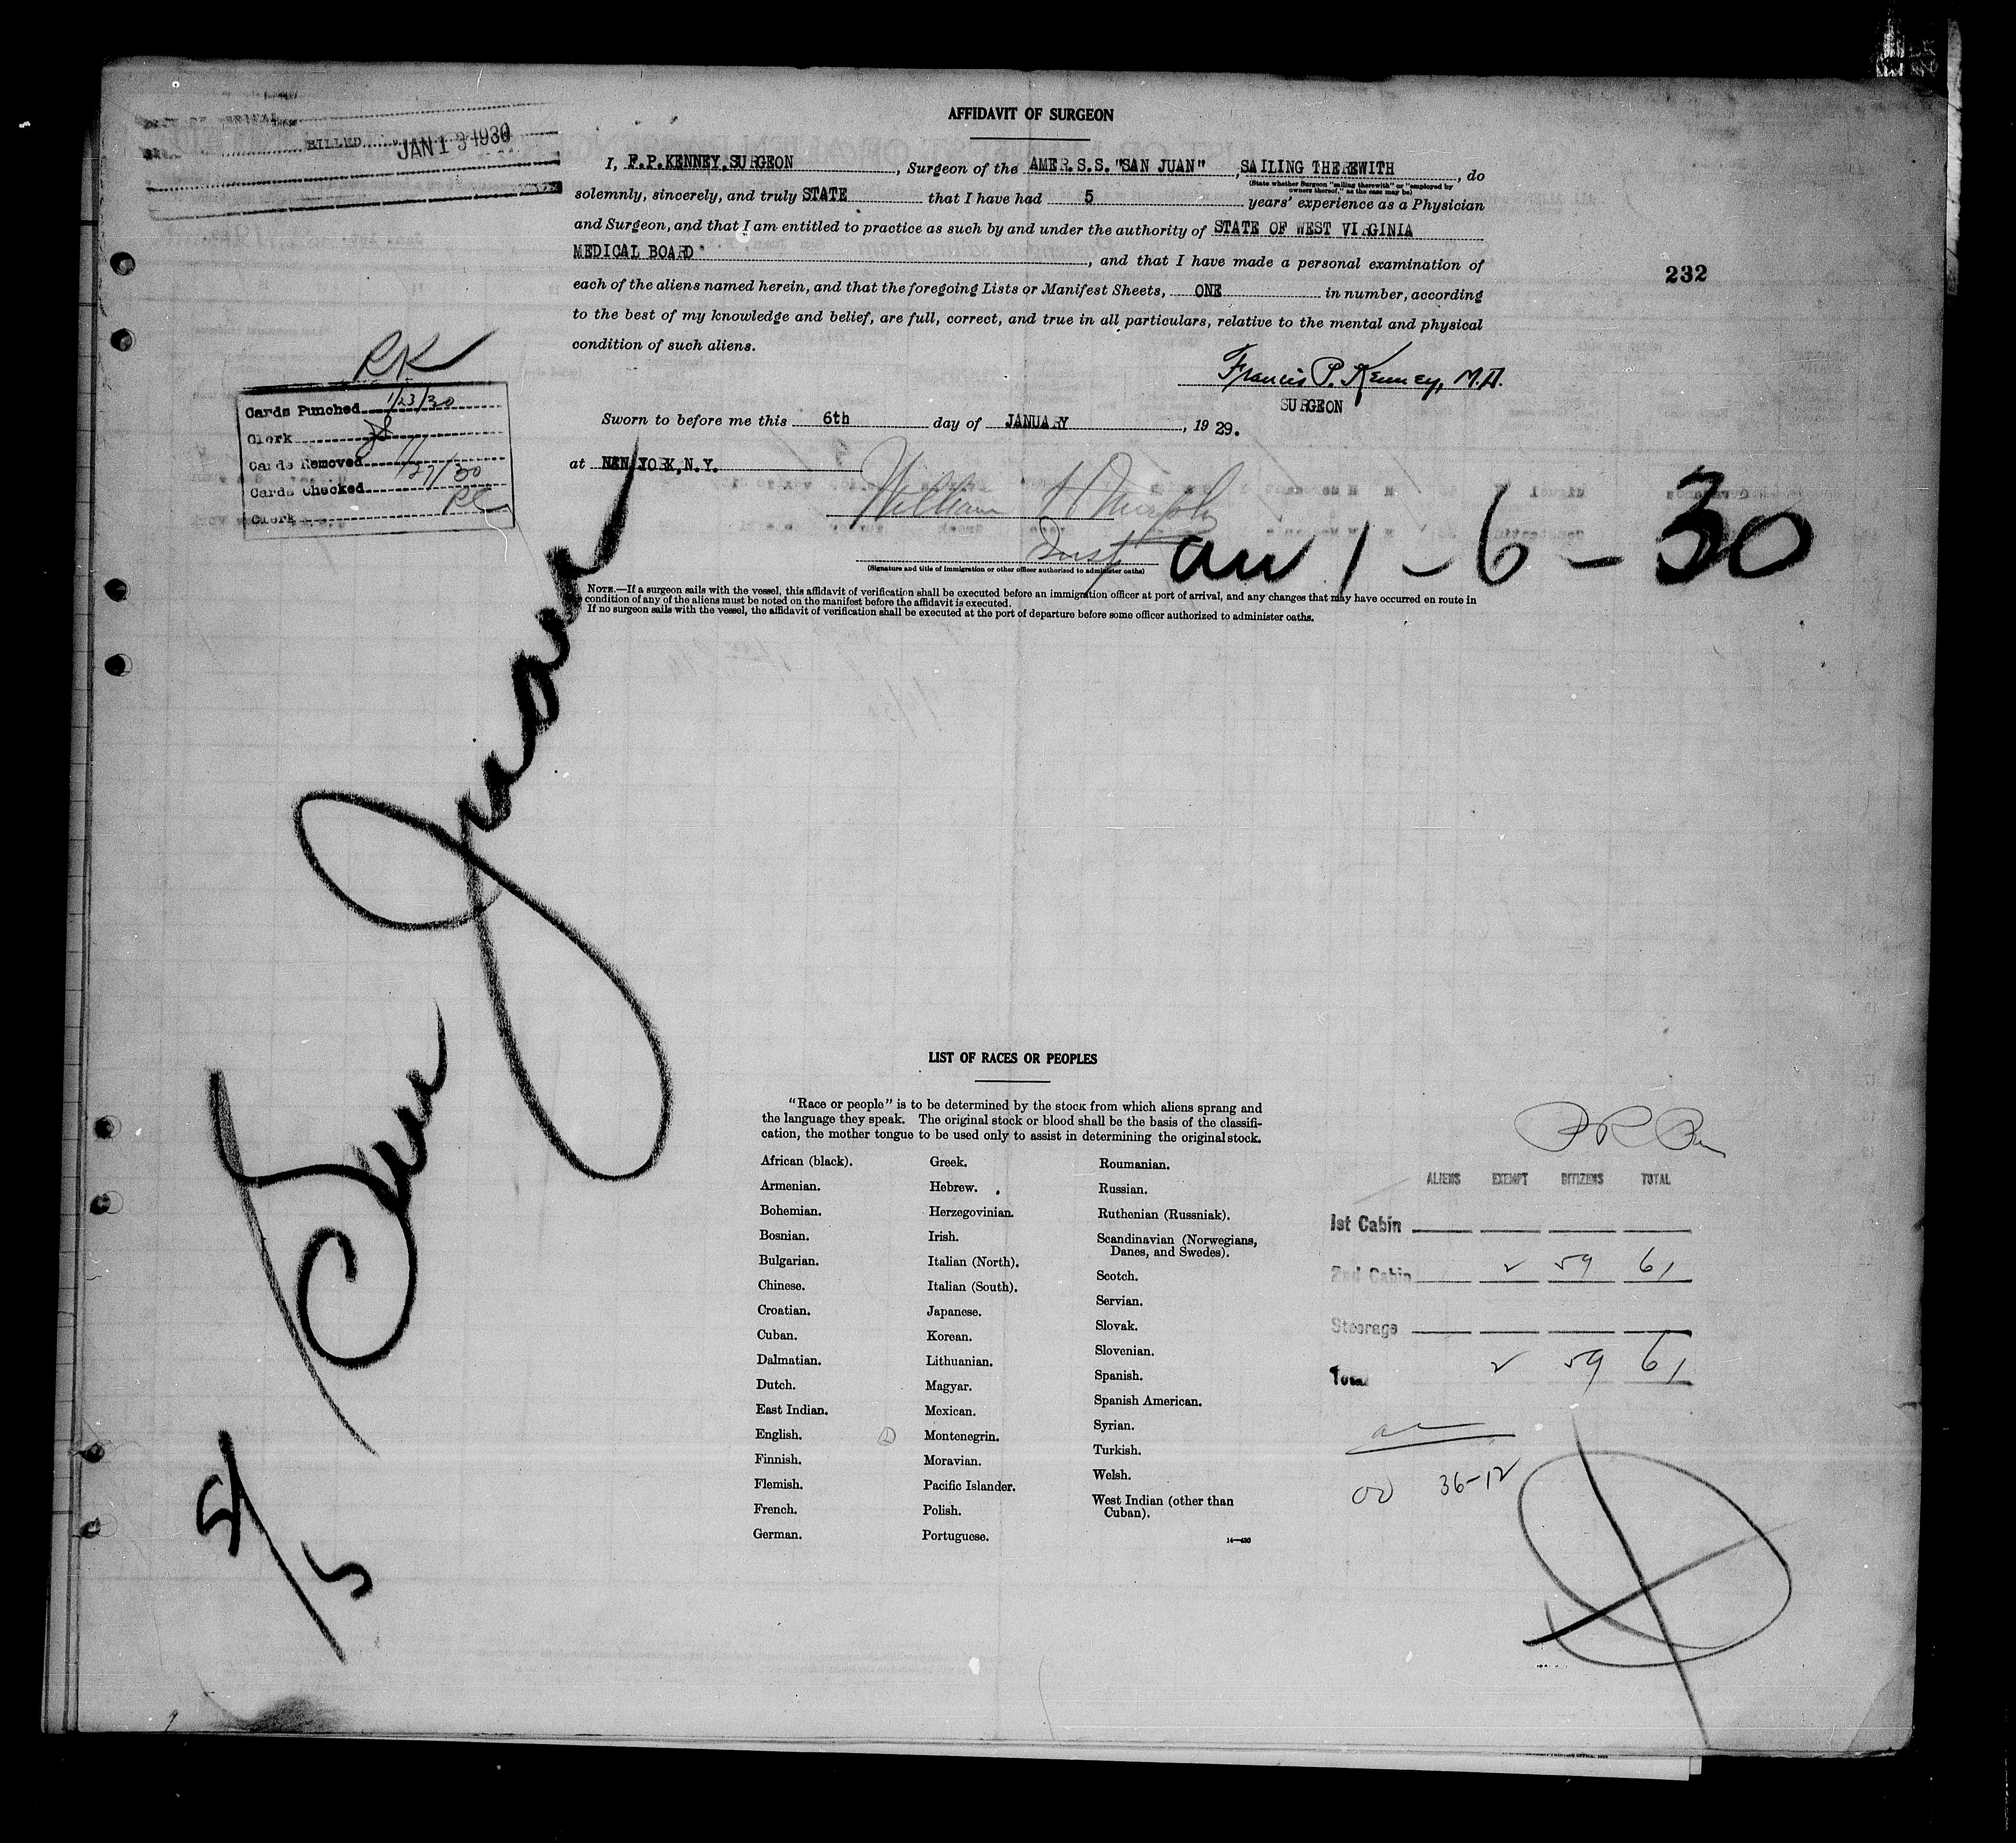 AFFIDAVIT OF SURGEON
BILLED JAN 13 1930
I, F.P.KENNEY,SURGEON, Surgeon of the AMER.S.S. "SAN JUAN", SAILING THEREWITH, do
(State whether Surgeon "sailing therewith" or "employed by
owners thereof," as the case may be)
solemnly, sincerely, and truly STATE that I have had 5 years' experience as a Physician
and Surgeon, and that I am entitled to practice as such by and under the authority of STATE OF WEST VIRGINIA
MEDICAL BOARD, and that I have made a personal examination of
each of the aliens named herein, and that the foregoing Lists or Manifest Sheets, ONE in number, according
to the best of my knowledge and belief, are full, correct, and true in all particulars, relative to the mental and physical
condition of such aliens.
232
Francis P. Kenney, M.D.
SURGEON
Sworn to before me this 6th day of JANUARY, 1929.
at NEW YORK, N.Y.
William H Murphy
Insp
(Signature and title of immigration or other officer authorized to administer oaths)
RK
Cards Punched 1/23/30
Clerk
Cards Removed
Cards Checked 1/27/30
Clerk
1-6-30
NOTE.—If a surgeon sails with the vessel, this affidavit of verification shall be executed before an immigration officer at port of arrival, and any changes that may have occurred en route in
condition of any of the aliens must be noted on the manifest before the affidavit is executed.
If no surgeon sails with the vessel, the affidavit of verification shall be executed at the port of departure before some officer authorized to administer oaths.
San Juan
5/5
LIST OF RACES OR PEOPLES
"Race or people" is to be determined by the stock from which aliens sprang and
the language they speak. The original stock or blood shall be the basis of the classifi-
cation, the mother tongue to be used only to assist in determining the original stock.
African (black).
Armenian.
Bohemian.
Bosnian.
Bulgarian.
Chinese.
Croatian.
Cuban.
Dalmatian.
Dutch.
East Indian.
English.
Finnish.
Flemish.
French.
German.
Greek.
Hebrew.
Herzegovinian.
Irish.
Italian (North).
Italian (South).
Japanese.
Korean.
Lithuanian.
Magyar.
Mexican.
Montenegrin.
Moravian.
Pacific Islander.
Polish.
Portuguese.
Roumanian.
Russian.
Ruthenian (Russniak).
Scandinavian (Norwegians,
Danes, and Swedes).
Scotch.
Servian.
Slovak.
Slovenian.
Spanish.
Spanish American.
Syrian.
Turkish.
Welsh.
West Indian (other than
Cuban).
14—430
ALIENS EXEMPT CITIZENS TOTAL
1st Cabin
2nd Cabin 2 59 61
Steerage
Total 2 59 61
36-12